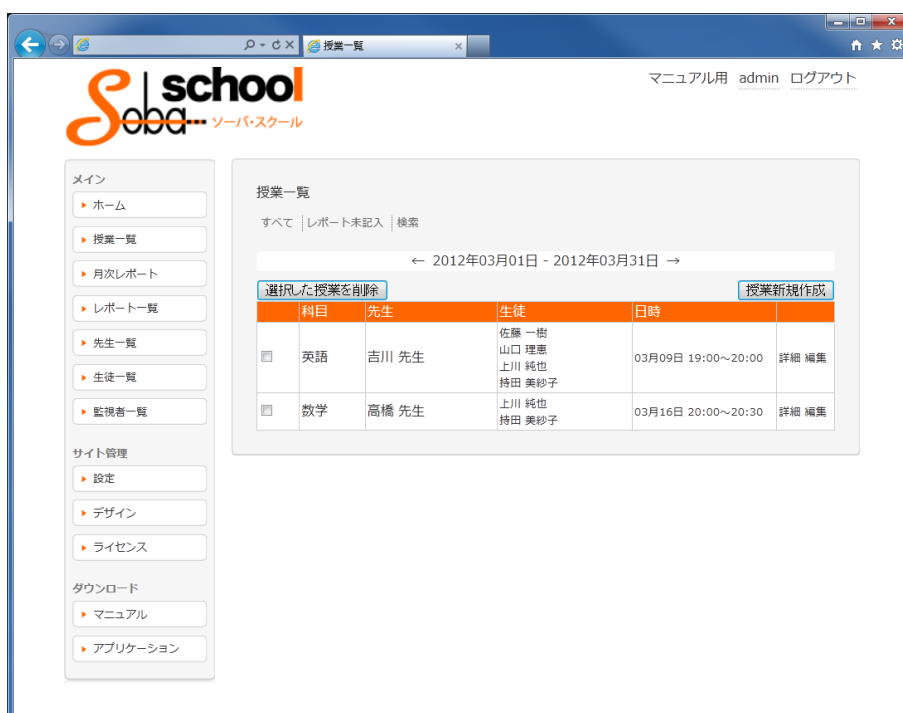 授業一覧
school
Soba
ソーバ・スクール
マニュアル用 admin ログアウト
メイン
ホーム
授業一覧
月次レポート
レポート一覧
先生一覧
生徒一覧
監視者一覧
サイト管理
設定
デザイン
ライセンス
ダウンロード
マニュアル
アプリケーション
授業一覧
すべて レポート未記入 検索
← 2012年03月01日 - 2012年03月31日 →
選択した授業を削除 授業新規作成
科目 先生 生徒 日時
英語 吉川 先生 佐藤 一樹
山口 理恵
上川 純也
持田 美紗子
03月09日 19:00～20:00 詳細 編集
数学 高橋 先生 上川 純也
持田 美紗子
03月16日 20:00～20:30 詳細 編集